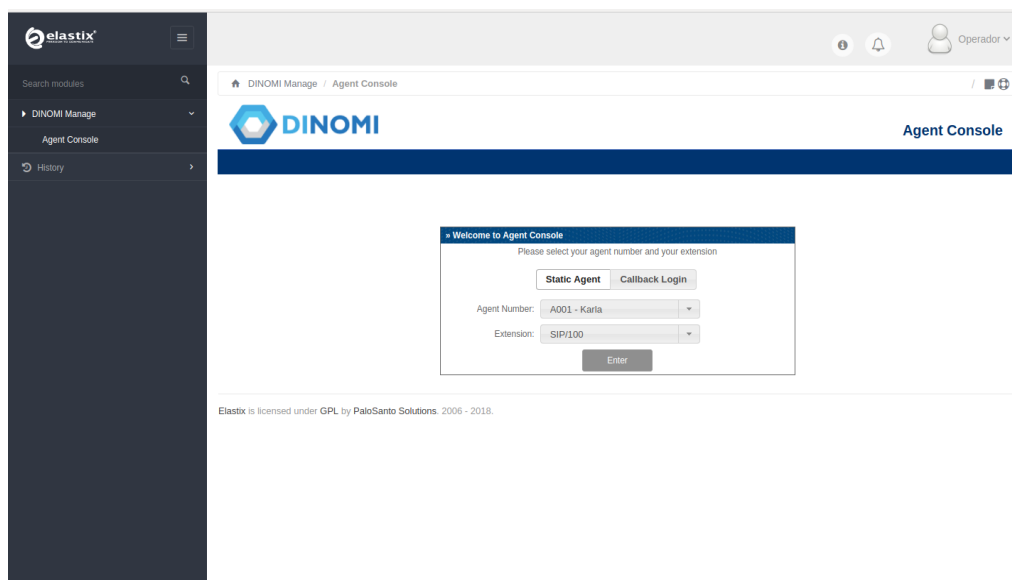 elastix
Operador
Search modules
DINOMI Manage / Agent Console
/
DINOMI Manage
Agent Console
History
DINOMI
Agent Console
» Welcome to Agent Console
Please select your agent number and your extension
Static Agent Callback Login
Agent Number: A001 - Karla
Extension: SIP/100
Enter
Elastix is licensed under GPL by PaloSanto Solutions. 2006 - 2018.